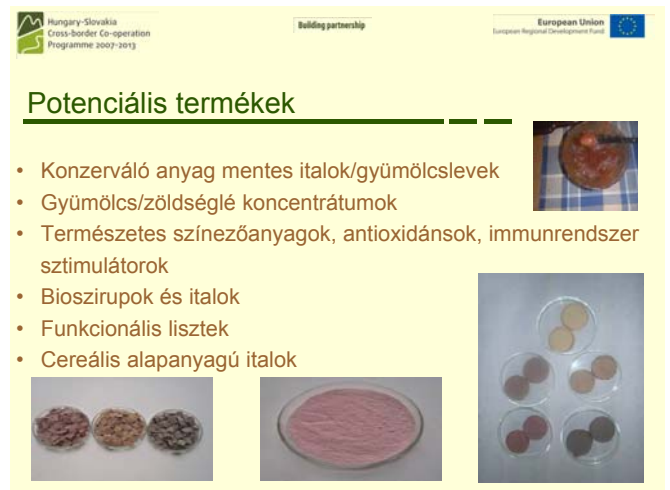 Hungary-Slovakia
Cross-border Co-operation
Programme 2007-2013
Building partnership
European Union
European Regional Development Fund
Potenciális termékek
• Konzerváló anyag mentes italok/gyümölcslevek
• Gyümölcs/zöldséglé koncentrátumok
• Természetes színezőanyagok, antioxidánsok, immunrendszer
sztimulátorok
• Bioszirupok és italok
• Funkcionális lisztek
• Cereális alapanyagú italok